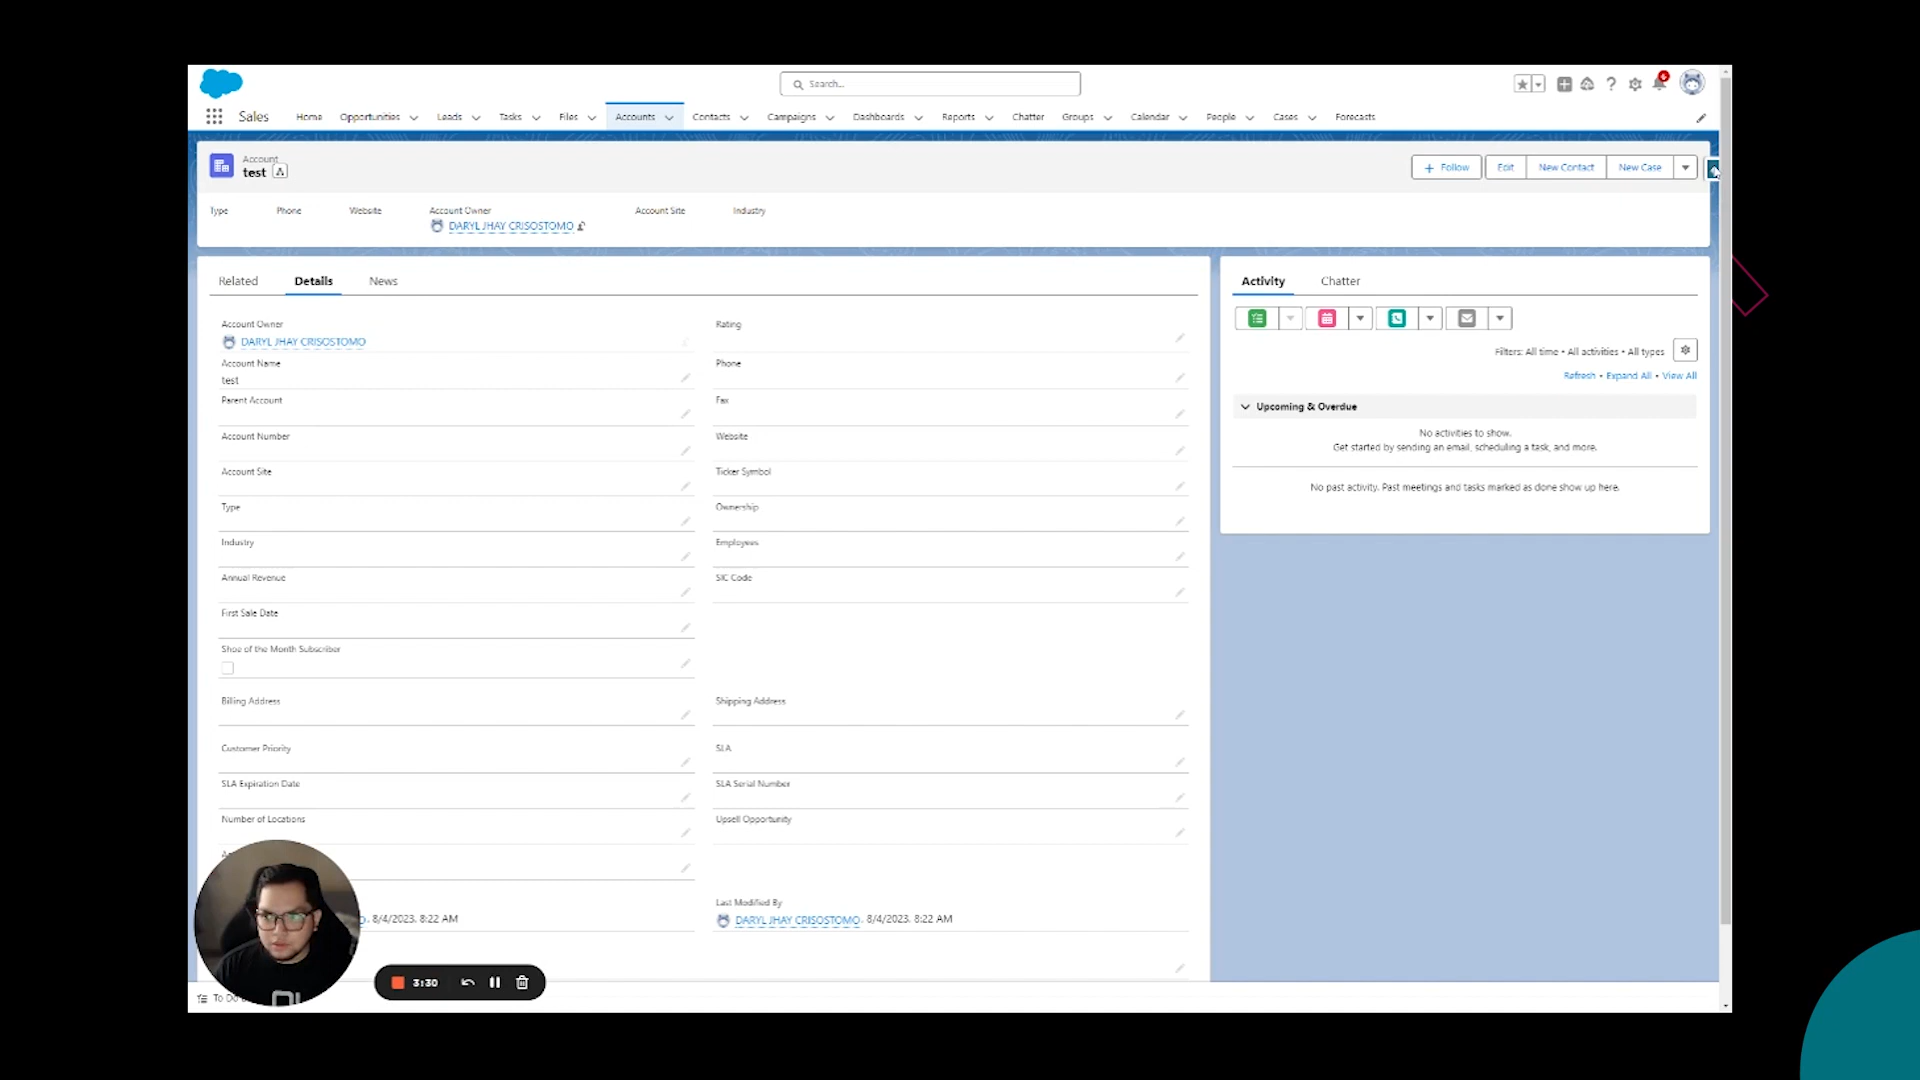 Search...
6
Sales Home Opportunities Leads Tasks Files Accounts Contacts Campaigns Dashboards Reports Chatter Groups Calendar People Cases Forecasts
Account
test
Follow Edit New Contact New Case
Type Phone Website Account Owner Account Site Industry
DARYL JHAY CRISOSTOMO
Related Details News
Account Owner
DARYL JHAY CRISOSTOMO
Rating
Account Name
test
Phone
Parent Account
Fax
Account Number
Website
Account Site
Ticker Symbol
Type
Ownership
Industry
Employees
Annual Revenue
SIC Code
First Sale Date
Shoe of the Month Subscriber
Billing Address
Shipping Address
Customer Priority
SLA
SLA Expiration Date
SLA Serial Number
Number of Locations
Upsell Opportunity
, 8/4/2023, 8:22 AM
Last Modified By
DARYL JHAY CRISOSTOMO, 8/4/2023, 8:22 AM
3:30
To Do
Activity Chatter
Filters: All time • All activities • All types
Refresh • Expand All • View All
Upcoming & Overdue
No activities to show.
Get started by sending an email, scheduling a task, and more.
No past activity. Past meetings and tasks marked as done show up here.